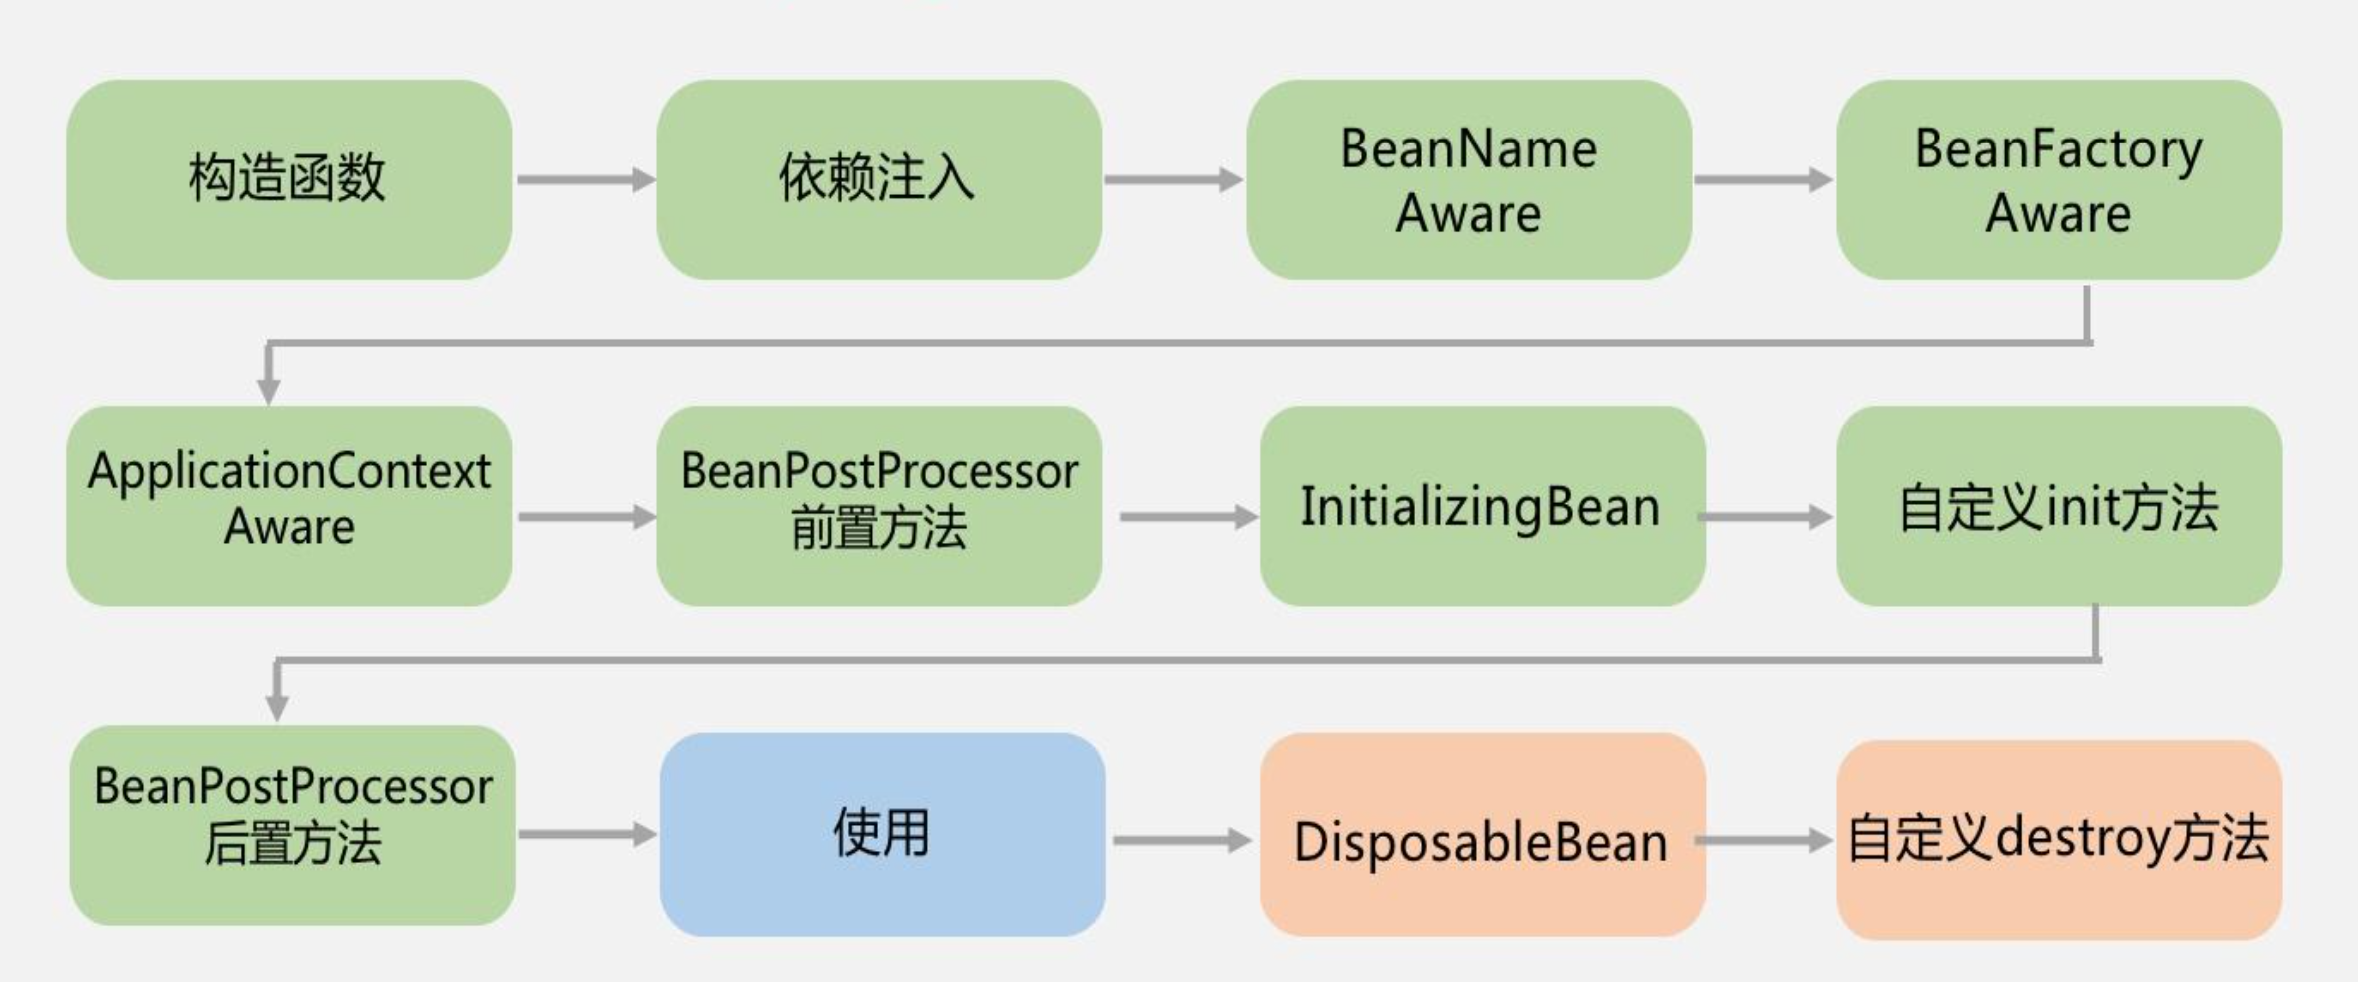 构造函数
依赖注入
BeanName
Aware
BeanFactory
Aware
ApplicationContext
Aware
BeanPostProcessor
前置方法
InitializingBean
自定义init方法
BeanPostProcessor
后置方法
使用
DisposableBean
自定义destroy方法